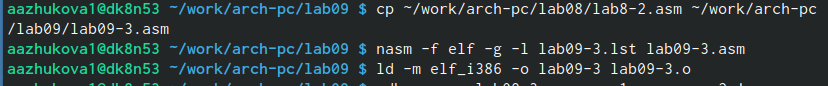 aazhukova1@dk8n53 ~/work/arch-pc/lab09 $ cp ~/work/arch-pc/lab08/lab8-2.asm ~/work/arch-pc
/lab09/lab09-3.asm
aazhukova1@dk8n53 ~/work/arch-pc/lab09 $ nasm -f elf -g -l lab09-3.lst lab09-3.asm
aazhukova1@dk8n53 ~/work/arch-pc/lab09 $ ld -m elf_i386 -o lab09-3 lab09-3.o